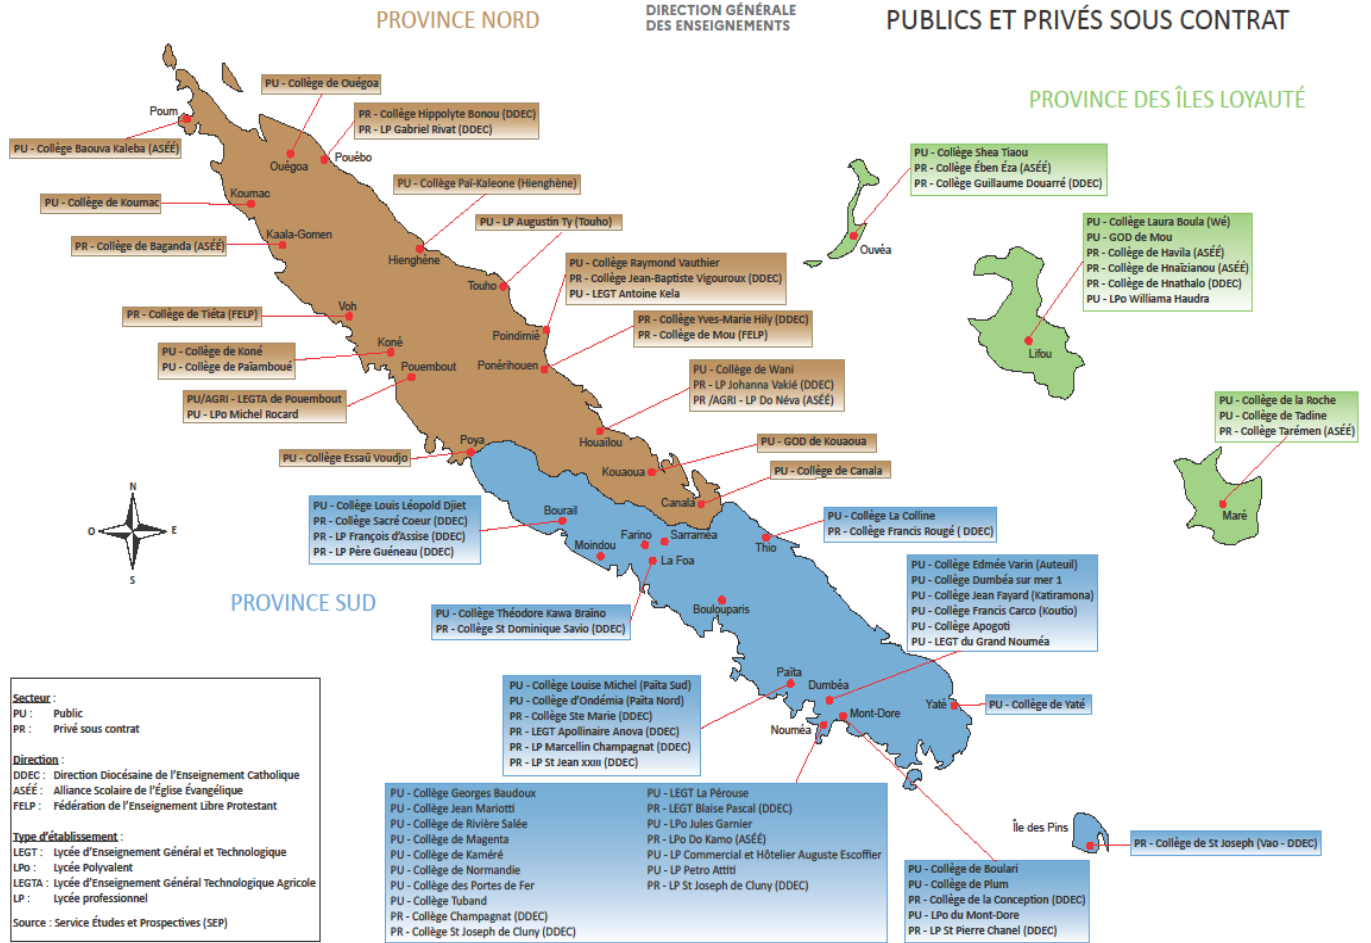 PROVINCE NORD
DIRECTION GÉNÉRALE
DES ENSEIGNEMENTS
PUBLICS ET PRIVÉS SOUS CONTRAT
PROVINCE DES ÎLES LOYAUTÉ
PU - Collège de Ouégoa
Poum
PR - Collège Hippolyte Bonou (DDEC)
PR - LP Gabriel Rivat (DDEC)
PU - Collège Baouva Kaleba (ASÉÉ)
Ouégoa
Pouébo
PU - Collège Shea Tiaou
PR - Collège Ében Éza (ASÉÉ)
PR - Collège Guillaume Douarré (DDEC)
Ouvéa
Koumac
PU - Collège de Koumac
PU - Collège Paï-Kaleone (Hienghène)
Kaala-Gomen
PR - Collège de Baganda (ASÉÉ)
Hienghène
PU - LP Augustin Ty (Touho)
Touho
PU - Collège Laura Boula (Wé)
PU - GOD de Mou
PR - Collège de Havila (ASÉÉ)
PR - Collège de Hnaïzianou (ASÉÉ)
PR - Collège de Hnathalo (DDEC)
PU - LPo Williama Haudra
Lifou
PU - Collège Raymond Vauthier
PR - Collège Jean-Baptiste Vigouroux (DDEC)
PU - LEGT Antoine Kela
Poindimié
Voh
PR - Collège de Tiéta (FELP)
PR - Collège Yves-Marie Hily (DDEC)
PR - Collège de Mou (FELP)
Ponérihouen
Koné
PU - Collège de Koné
PU - Collège de Païamboué
Pouembout
PU/AGRI - LEGTA de Pouembout
PU - LPo Michel Rocard
PU - Collège de Wani
PR - LP Johanna Vakié (DDEC)
PR /AGRI - LP Do Néva (ASÉÉ)
Houaïlou
PU - Collège de la Roche
PU - Collège de Tadine
PR - Collège Tarémen (ASÉÉ)
Maré
Poya
PU - Collège Essaü Voudjo
PU - GOD de Kouaoua
Kouaoua
PU - Collège de Canala
Canala
N
O
E
S
PU - Collège Louis Léopold Djiet
PR - Collège Sacré Coeur (DDEC)
PR - LP François d'Assise (DDEC)
PR - LP Père Guéneau (DDEC)
Bourail
Moindou
Farino
Sarraméa
La Foa
Thio
PU - Collège La Colline
PR - Collège Francis Rougé ( DDEC)
PROVINCE SUD
PU - Collège Théodore Kawa Braïno
PR - Collège St Dominique Savio (DDEC)
Boulouparis
PU - Collège Edmée Varin (Auteuil)
PU - Collège Dumbéa sur mer 1
PU - Collège Jean Fayard (Katiramona)
PU - Collège Francis Carco (Koutio)
PU - Collège Apogoti
PU - LEGT du Grand Nouméa
Païta
Dumbéa
Mont-Dore
Nouméa
Yaté
PU - Collège de Yaté
PU - Collège Louise Michel (Païta Sud)
PU - Collège d'Ondémia (Païta Nord)
PR - Collège Ste Marie (DDEC)
PR - LEGT Apollinaire Anova (DDEC)
PR - LP Marcellin Champagnat (DDEC)
PR - LP St Jean XXIII (DDEC)
PU - Collège Georges Baudoux
PU - Collège Jean Mariotti
PU - Collège de Rivière Salée
PU - Collège de Magenta
PU - Collège de Kaméré
PU - Collège de Normandie
PU - Collège des Portes de Fer
PU - Collège Tuband
PR - Collège Champagnat (DDEC)
PR - Collège St Joseph de Cluny (DDEC)
PU - LEGT La Pérouse
PR - LEGT Blaise Pascal (DDEC)
PU - LPo Jules Garnier
PR - LPo Do Kamo (ASÉÉ)
PU - LP Commercial et Hôtelier Auguste Escoffier
PU - LP Petro Attiti
PR - LP St Joseph de Cluny (DDEC)
Île des Pins
PR - Collège de St Joseph (Vao - DDEC)
PU - Collège de Boulari
PU - Collège de Plum
PR - Collège de la Conception (DDEC)
PU - LPo du Mont-Dore
PR - LP St Pierre Chanel (DDEC)
Secteur :
PU : Public
PR : Privé sous contrat
Direction :
DDEC : Direction Diocésaine de l'Enseignement Catholique
ASÉÉ : Alliance Scolaire de l'Église Évangélique
FELP : Fédération de l'Enseignement Libre Protestant
Type d'établissement :
LEGT : Lycée d'Enseignement Général et Technologique
LPo : Lycée Polyvalent
LEGTA : Lycée d'Enseignement Général Technologique Agricole
LP : Lycée professionnel
Source : Service Études et Prospectives (SEP)